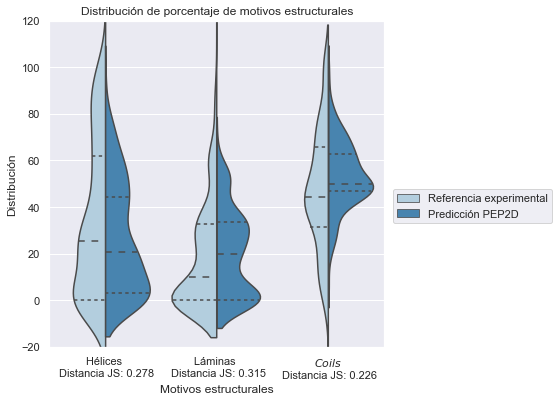 Distribución de porcentaje de motivos estructurales
120
100
80
60
40
20
0
−20
Distribución
Hélices
Distancia JS: 0.278
Láminas
Distancia JS: 0.315
Coils
Distancia JS: 0.226
Motivos estructurales
Referencia experimental
Predicción PEP2D